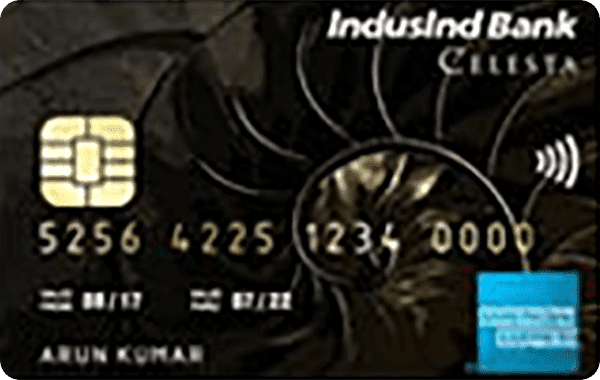 IndusInd Bank
CELESTA
5256 4225 1234 0000
08/17 07/22
ARUN KUMAR